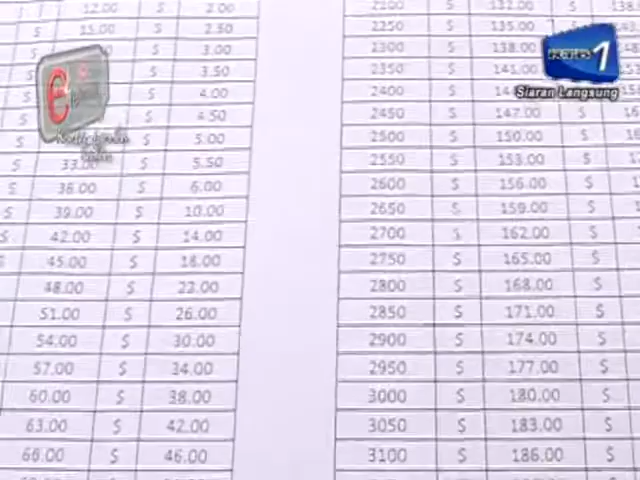 12.00 $ 2.00
15.00 $ 2.50
$ 3.00
$ 3.50
$ 4.00
$ 4.50
$ 5.00
33.00 $ 5.50
$ 36.00 $ 6.00
$ 39.00 $ 10.00
$ 42.00 $ 14.00
45.00 $ 18.00
48.00 $ 22.00
51.00 $ 26.00
54.00 $ 30.00
57.00 $ 34.00
60.00 $ 38.00
63.00 $ 42.00
66.00 $ 46.00
2100 $ 132.00 $
2250 $ 135.00 $
2300 $ 138.00
2350 $ 141.00
2400 $
2450 $ 147.00 $
2500 $ 150.00 $
2550 $ 153.00 $
2600 $ 156.00 $
2650 $ 159.00 $
2700 $ 162.00 $
2750 $ 165.00 $
2800 $ 168.00 $
2850 $ 171.00 $
2900 $ 174.00 $
2950 $ 177.00 $
3000 $ 180.00 $
3050 $ 183.00 $
3100 $ 186.00 $
1
Siaran Langsung